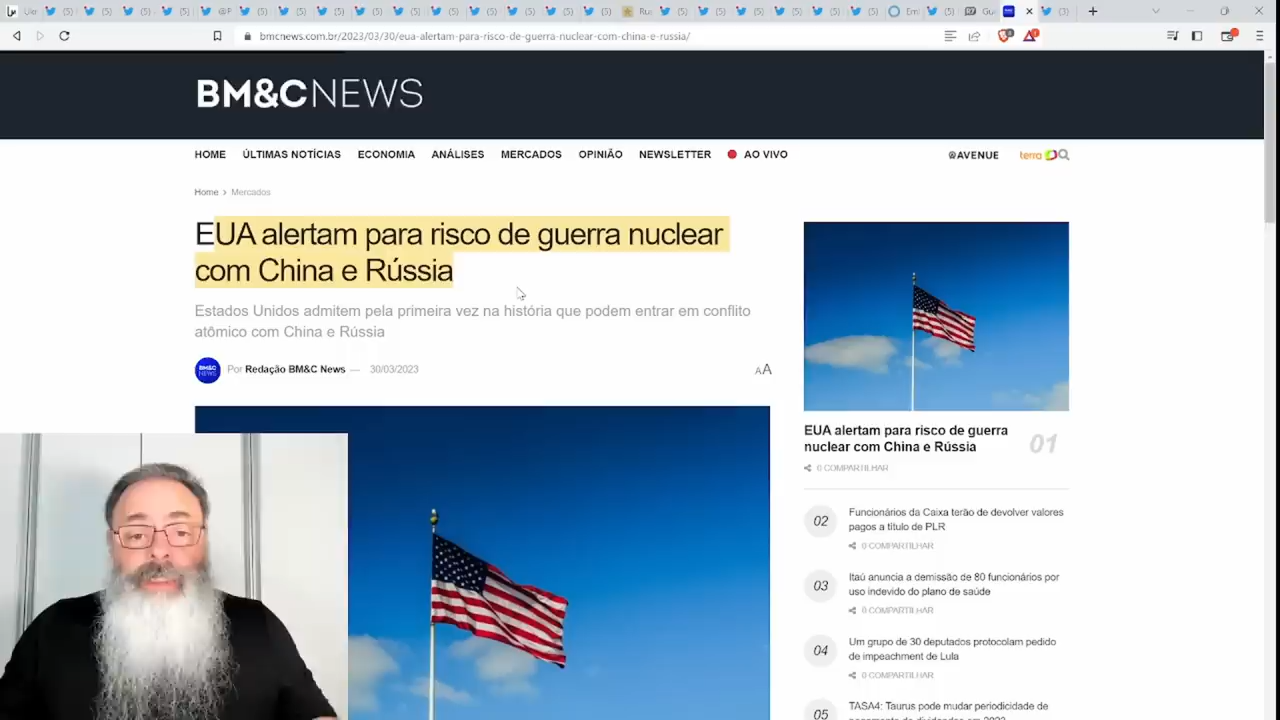 bmcnews.com.br/2023/03/30/eua-alertam-para-risco-de-guerra-nuclear-com-china-e-russia/
BM&CNEWS
HOME ÚLTIMAS NOTÍCIAS ECONOMIA ANÁLISES MERCADOS OPINIÃO NEWSLETTER AO VIVO @AVENUE terra
Home > Mercados
EUA alertam para risco de guerra nuclear
com China e Rússia
Estados Unidos admitem pela primeira vez na história que podem entrar em conflito
atômico com China e Rússia
BM&C
NEWS
Por Redação BM&C News — 30/03/2023
AA
EUA alertam para risco de guerra
nuclear com China e Rússia
01
0 COMPARTILHAR
02
Funcionários da Caixa terão de devolver valores
pagos a título de PLR
0 COMPARTILHAR
03
Itaú anuncia a demissão de 80 funcionários por
uso indevido do plano de saúde
0 COMPARTILHAR
04
Um grupo de 30 deputados protocolam pedido
de impeachment de Lula
0 COMPARTILHAR
05
TASA4: Taurus pode mudar periodicidade de